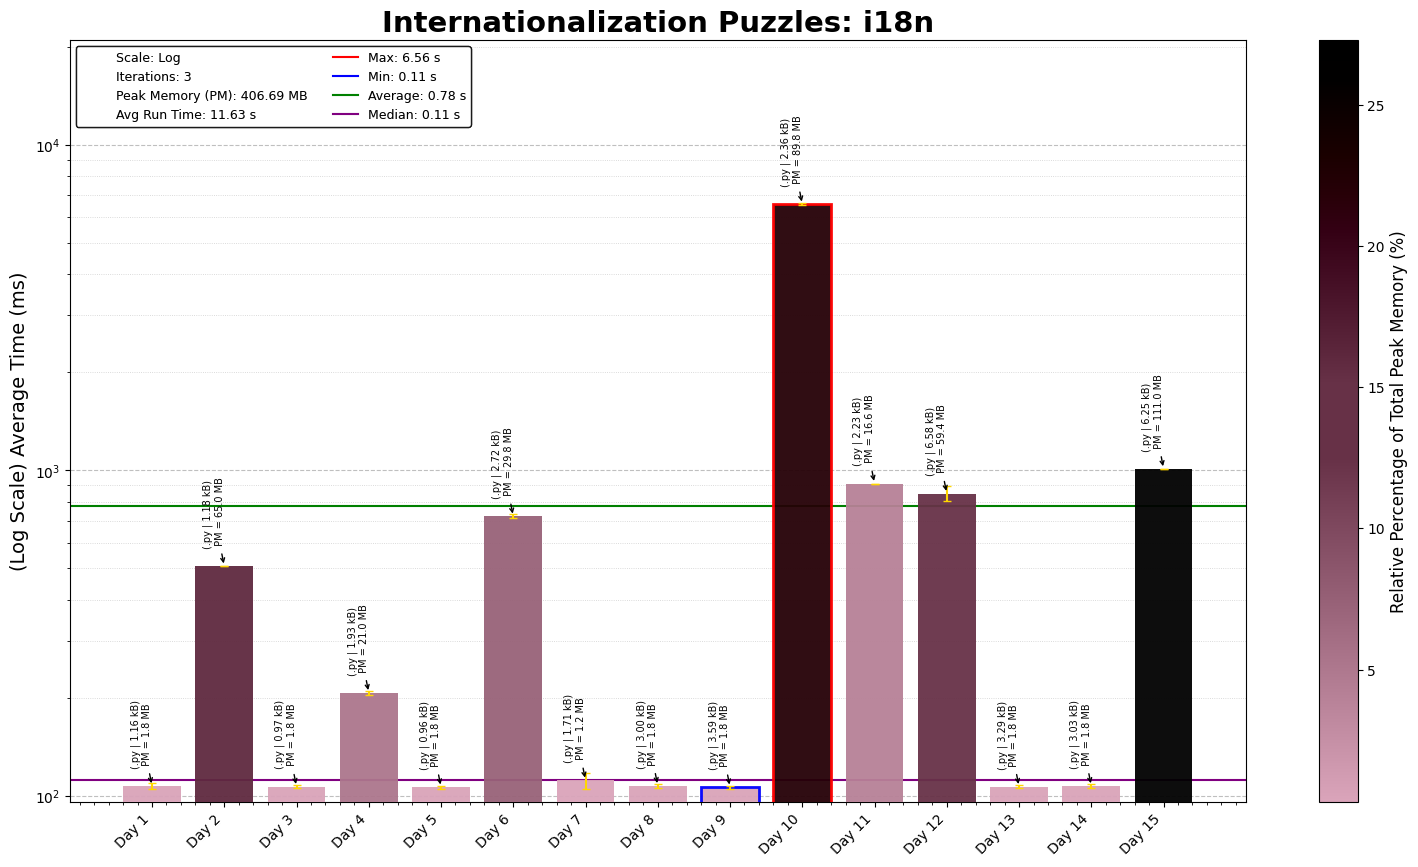 Internationalization Puzzles: i18n
Scale: Log
Iterations: 3
Peak Memory (PM): 406.69 MB
Avg Run Time: 11.63 s
Max: 6.56 s
Min: 0.11 s
Average: 0.78 s
Median: 0.11 s
(Log Scale) Average Time (ms)
10⁴
10³
10²
(.py | 1.16 kB)
PM = 1.8 MB
(.py | 1.18 kB)
PM = 65.0 MB
(.py | 0.97 kB)
PM = 1.8 MB
(.py | 1.93 kB)
PM = 21.0 MB
(.py | 0.96 kB)
PM = 1.8 MB
(.py | 2.72 kB)
PM = 29.8 MB
(.py | 1.71 kB)
PM = 1.2 MB
(.py | 3.00 kB)
PM = 1.8 MB
(.py | 3.59 kB)
PM = 1.8 MB
(.py | 2.36 kB)
PM = 89.8 MB
(.py | 2.23 kB)
PM = 16.6 MB
(.py | 6.58 kB)
PM = 59.4 MB
(.py | 3.29 kB)
PM = 1.8 MB
(.py | 3.03 kB)
PM = 1.8 MB
(.py | 6.25 kB)
PM = 111.0 MB
Day 1
Day 2
Day 3
Day 4
Day 5
Day 6
Day 7
Day 8
Day 9
Day 10
Day 11
Day 12
Day 13
Day 14
Day 15
25
20
15
10
5
Relative Percentage of Total Peak Memory (%)